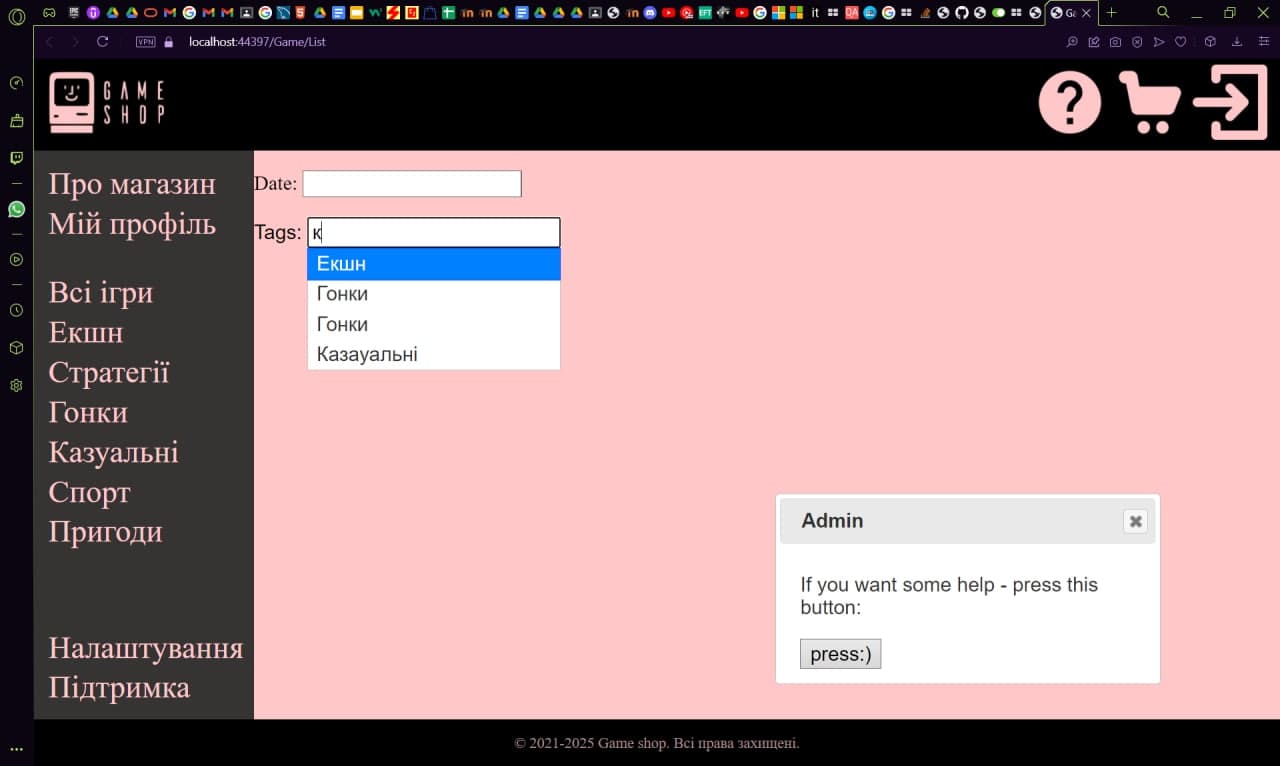 VPN
localhost:44397/Game/List
GAME
SHOP
Про магазин
Мій профіль
Всі ігри
Екшн
Стратегії
Гонки
Казуальні
Спорт
Пригоди
Налаштування
Підтримка
Date:
Tags: к
Екшн
Гонки
Гонки
Казауальні
Admin
If you want some help - press this
button:
press:)
© 2021-2025 Game shop. Всі права захищені.